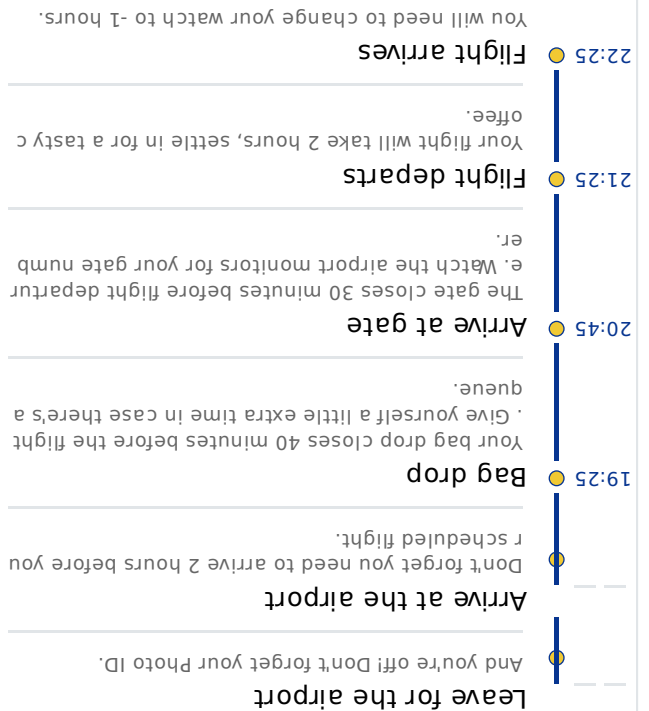 Leave for the airport
And you're off! Don't forget your Photo ID.
Arrive at the airport
Don't forget you need to arrive 2 hours before you
r scheduled flight.
19:25
Bag drop
Your bag drop closes 40 minutes before the flight
. Give yourself a little extra time in case there's a
queue.
20:45
Arrive at gate
The gate closes 30 minutes before flight departur
e. Watch the airport monitors for your gate numb
er.
21:25
Flight departs
Your flight will take 2 hours, settle in for a tasty c
offee.
22:25
Flight arrives
You will need to change your watch to -1 hours.